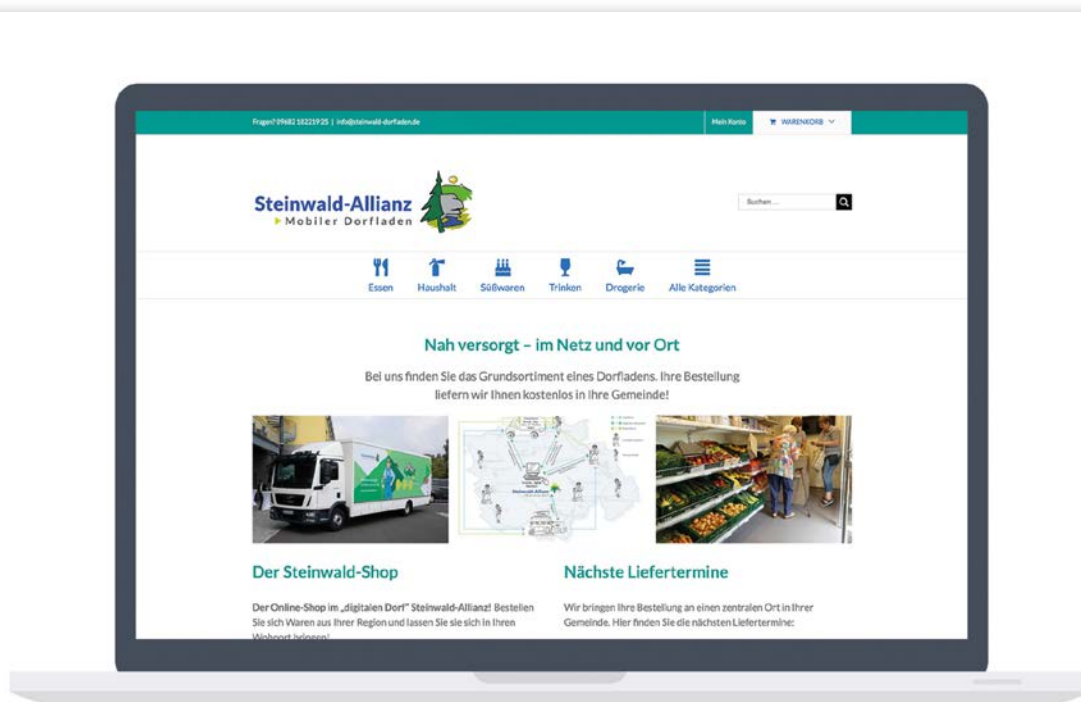 Fragen? 09682 18221925 | info@steinwald-dorfladen.de
Mein Konto
WARENKORB
Steinwald-Allianz
Mobiler Dorfladen
Suchen ...
Essen
Haushalt
Süßwaren
Trinken
Drogerie
Alle Kategorien
Nah versorgt – im Netz und vor Ort
Bei uns finden Sie das Grundsortiment eines Dorfladens. Ihre Bestellung
liefern wir Ihnen kostenlos in Ihre Gemeinde!
Steinwald-Allianz
Der Steinwald-Shop
Der Online-Shop im „digitalen Dorf" Steinwald-Allianz! Bestellen
Sie sich Waren aus Ihrer Region und lassen Sie sie sich in Ihren
Wohnort bringen!
Nächste Liefertermine
Wir bringen Ihre Bestellung an einen zentralen Ort in Ihrer
Gemeinde. Hier finden Sie die nächsten Liefertermine: